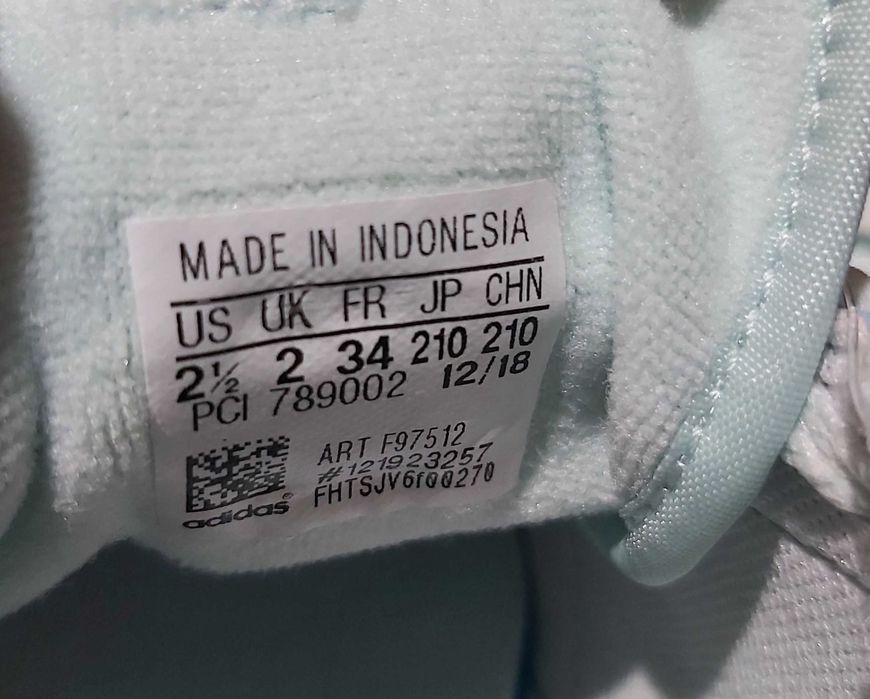 MADE IN INDONESIA
US UK FR JP CHN
2½ 2 34 210 210
PCI 789002 12/18
ART F97512
#121923257
FHTSJV6f00270
adidas®